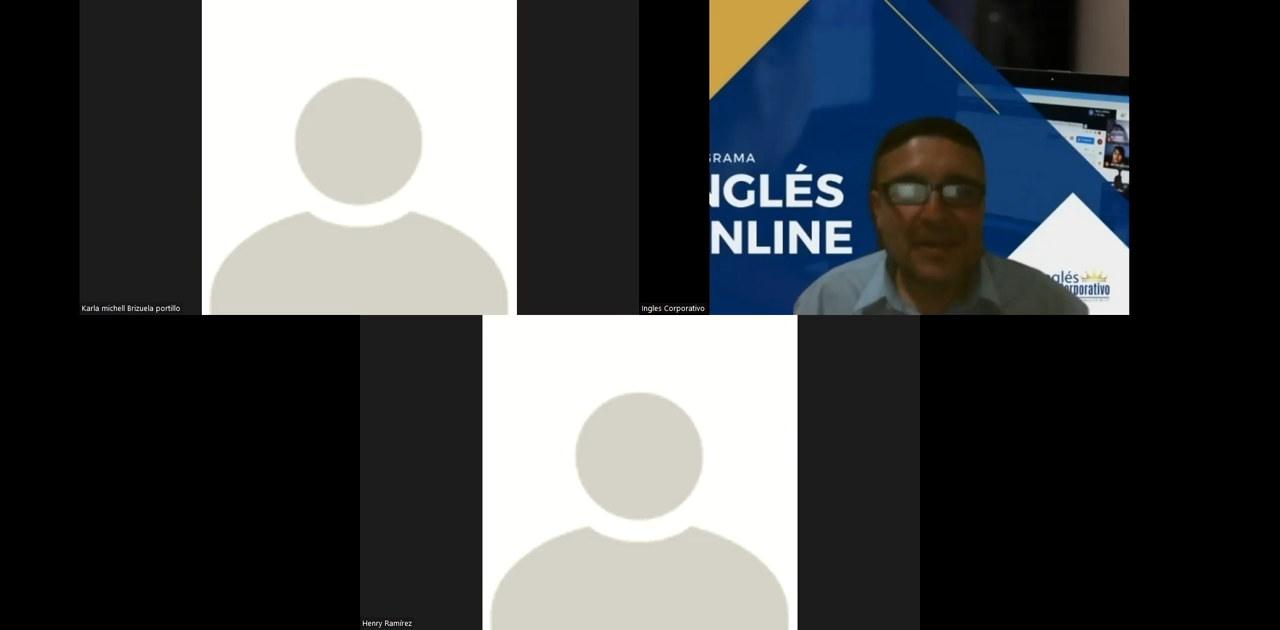 Karla michell Brizuela portillo
GRAMA
NGLÉS
NLINE
glés
orporativo
Ingles Corporativo
Henry Ramírez